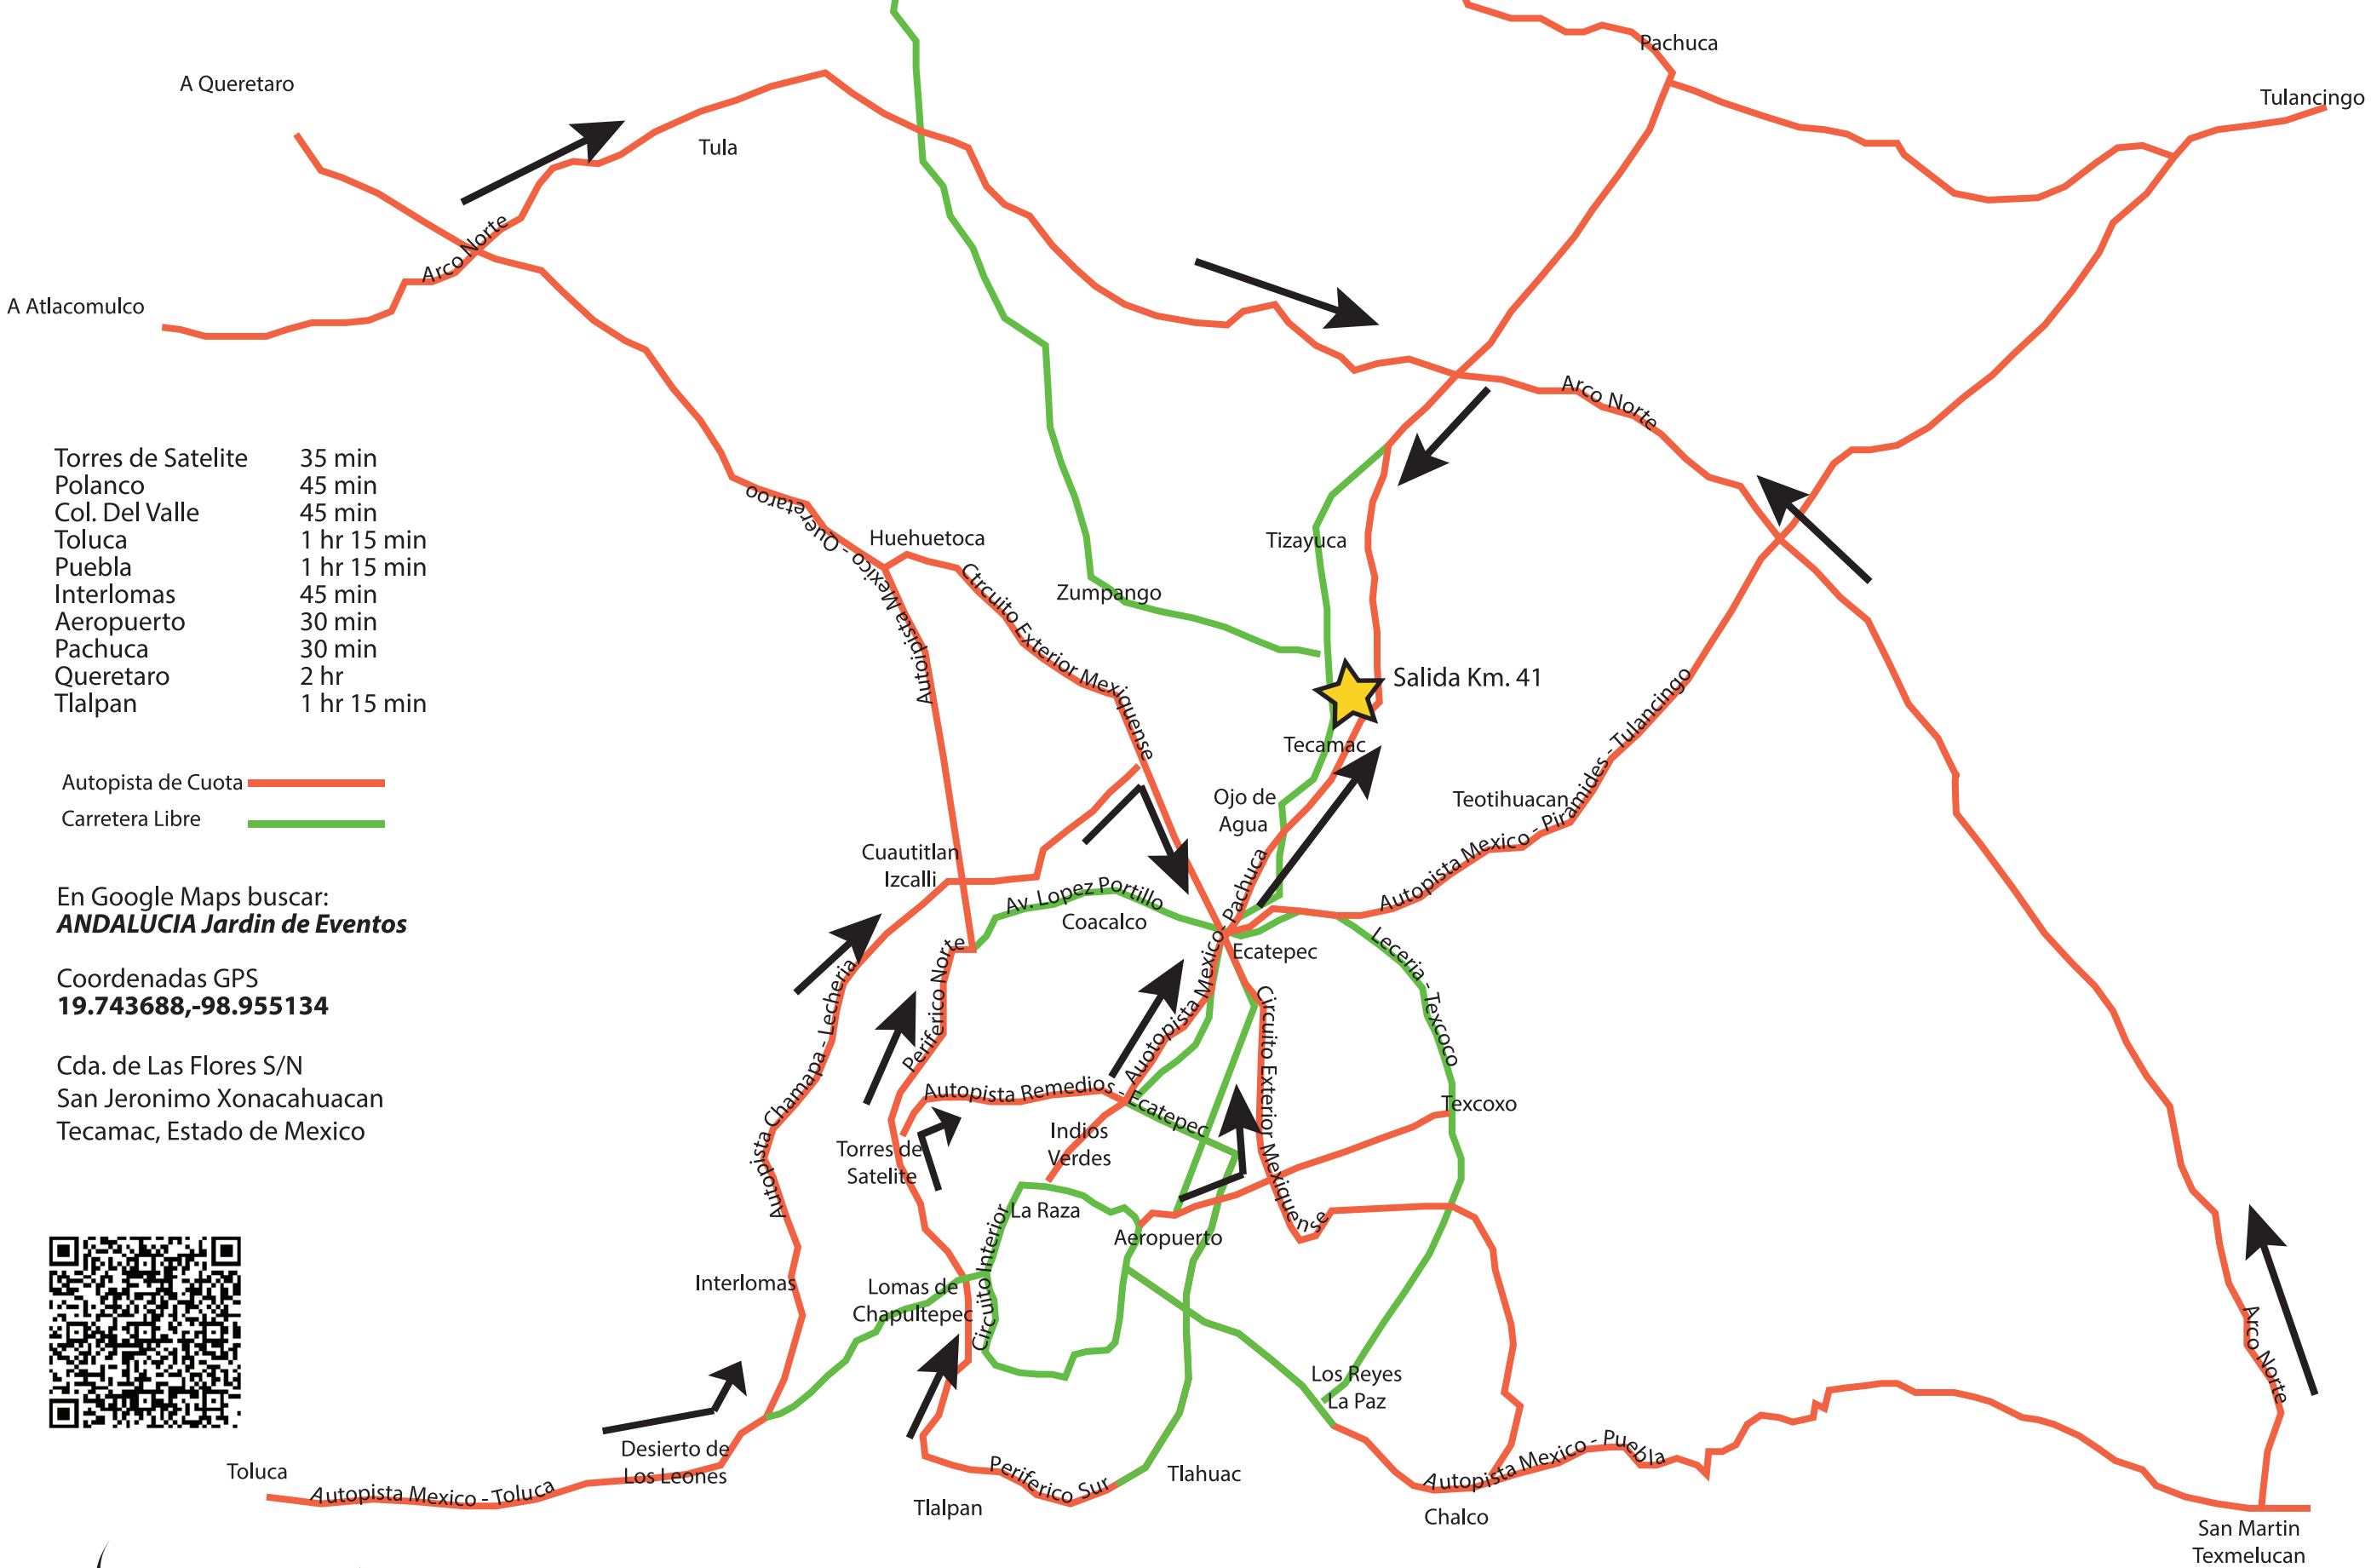 Pachuca
A Queretaro
Tulancingo
Tula
Arco Norte
A Atlacomulco
Arco Norte
Torres de Satelite 35 min
Polanco 45 min
Col. Del Valle 45 min
Toluca 1 hr 15 min
Puebla 1 hr 15 min
Interlomas 45 min
Aeropuerto 30 min
Pachuca 30 min
Queretaro 2 hr
Tlalpan 1 hr 15 min
Autopista Mexico - Queretaroo
Huehuetoca
Tizayuca
Zumpango
Ctrcuito Exterior Mexiquense
Salida Km. 41
Tecamac
Autopista de Cuota
Carretera Libre
Ojo de
Agua
Teotihuacan
Autopista Mexico - Piramides - Tulancingo
Cuautitlan
Izcalli
Av. Lopez Portillo
Coacalco
Ecatepec
En Google Maps buscar:
ANDALUCIA Jardin de Eventos
Coordenadas GPS
19.743688,-98.955134
Cda. de Las Flores S/N
San Jeronimo Xonacahuacan
Tecamac, Estado de Mexico
Autopista Chamapa - Lecheria
Periferico Norte
Auotopista Mexico- Pachuca
Circuito Exterior Mexiquense
Leceria - Texcoco
Autopista Remedios - Ecatepec
Texcoxo
Indios
Verdes
Torres de
Satelite
La Raza
Aeropuerto
Circuito Interior
Interlomas
Lomas de
Chapultepec
Arco Norte
Los Reyes
La Paz
Desierto de
Los Leones
Toluca
Autopista Mexico - Toluca
Periferico Sur
Tlahuac
Tlalpan
Autopista Mexico - Puebla
Chalco
San Martin
Texmelucan